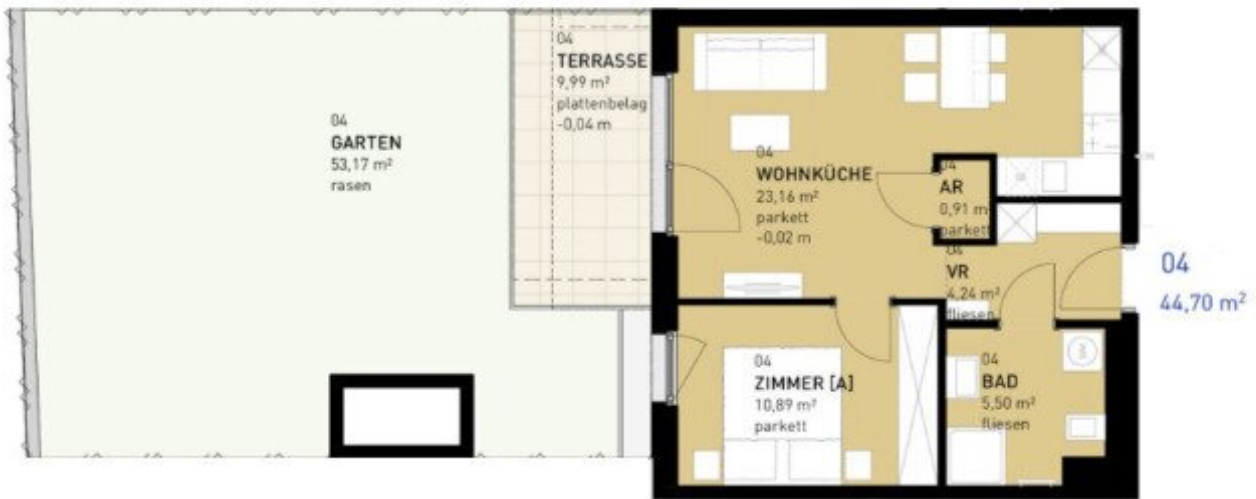 04
GARTEN
53,17 m²
rasen
04
TERRASSE
9,99 m²
plattenbelag
-0,04 m
04
WOHNKÜCHE
23,16 m²
parkett
-0,02 m
04
AR
0,91 m
parkett
04
VR
4,24 m²
fliesen
04
44,70 m²
04
ZIMMER [A]
10,89 m²
parkett
04
BAD
5,50 m²
fliesen